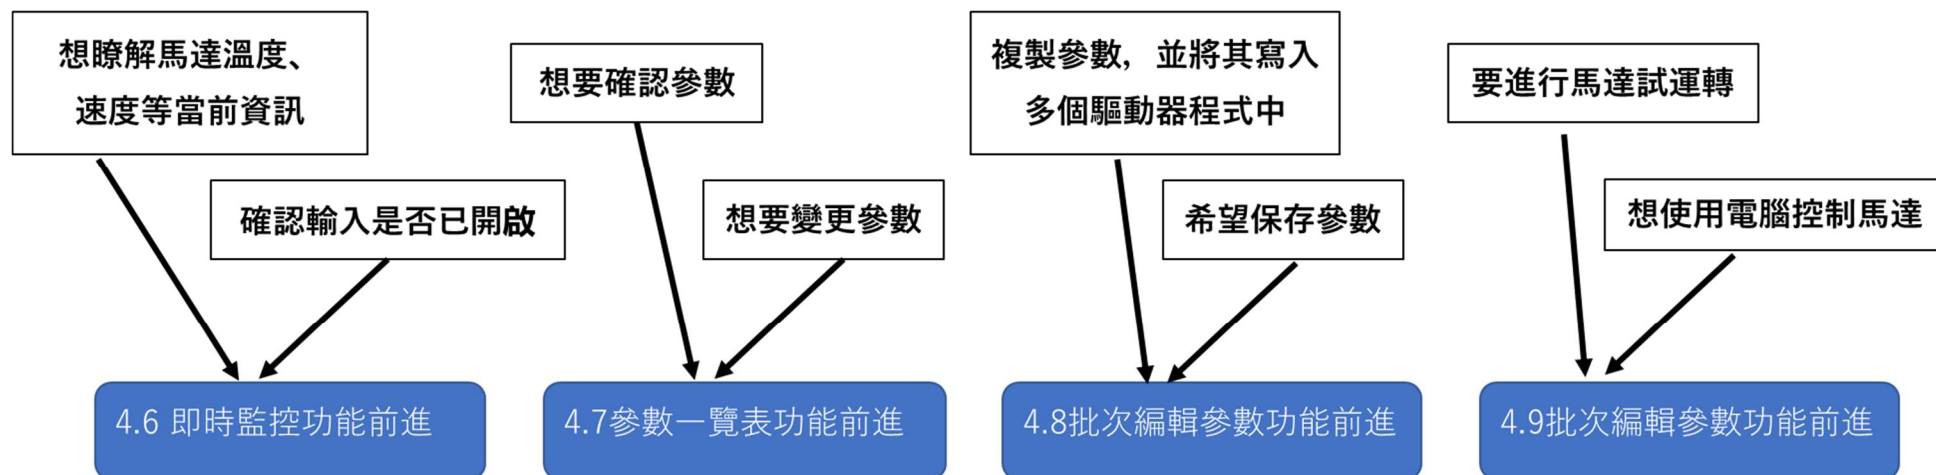 想瞭解馬達溫度、
速度等當前資訊
確認輸入是否已開啟
想要確認參數
想要變更參數
複製參數，並將其寫入
多個驅動器程式中
希望保存參數
要進行馬達試運轉
想使用電腦控制馬達
4.6 即時監控功能前進
4.7參數一覽表功能前進
4.8批次編輯參數功能前進
4.9批次編輯參數功能前進